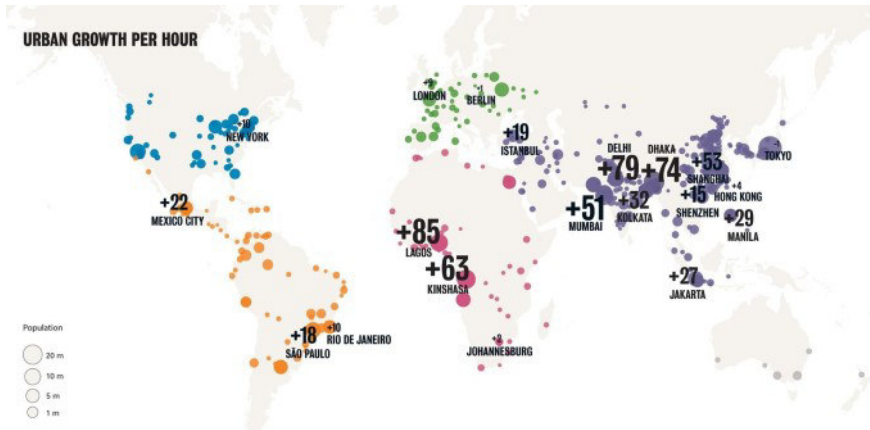 URBAN GROWTH PER HOUR
+9
LONDON
-1
BERLIN
+10
NEW YORK
+19
ISTANBUL
DELHI
+79
DHAKA
+74
+53
SHANGHAI
TOKYO
+22
MEXICO CITY
+51
MUMBAI
+32
KOLKATA
+15
SHENZHEN
+4
HONG KONG
+29
MANILA
+85
LAGOS
+63
KINSHASA
+27
JAKARTA
+18
SÃO PAULO
+10
RIO DE JANEIRO
+2
JOHANNESBURG
Population
20 m
10 m
5 m
1 m